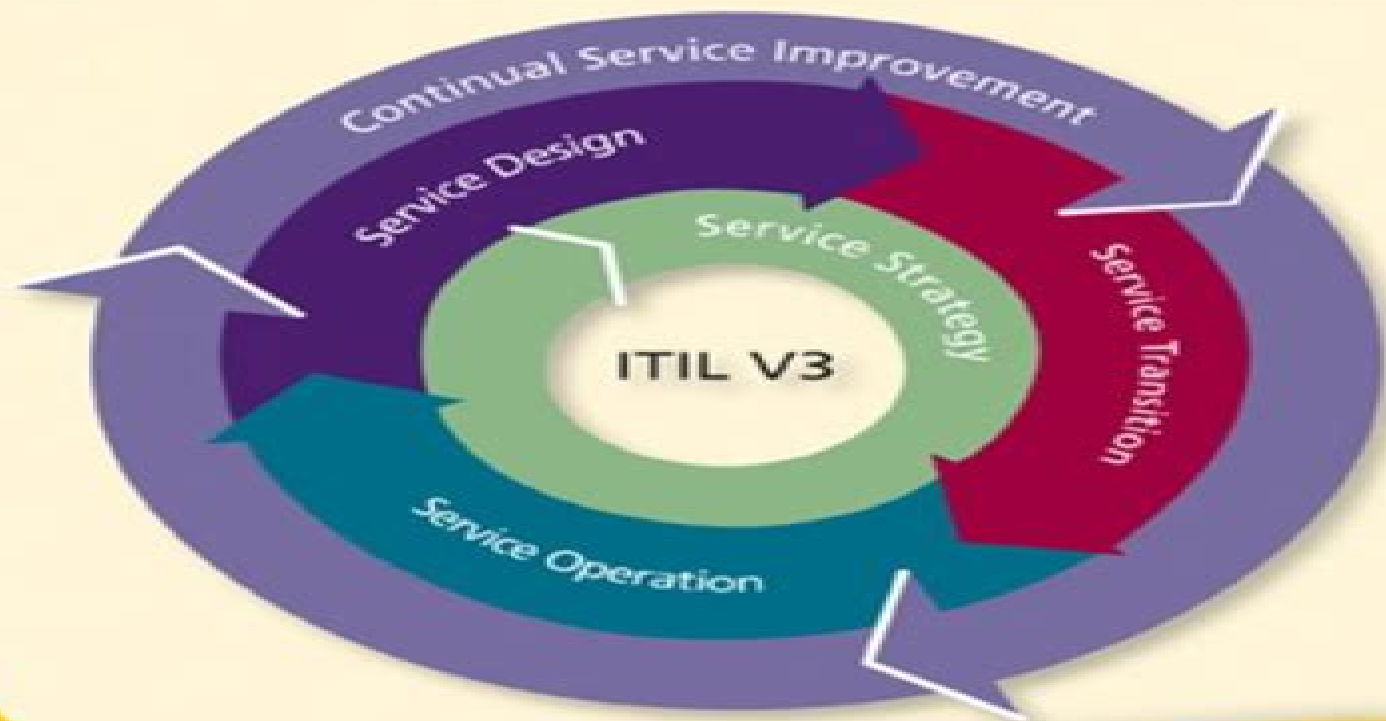 Continual Service Improvement
Service Design
Service Strategy
Service Transition
ITIL V3
Service Operation